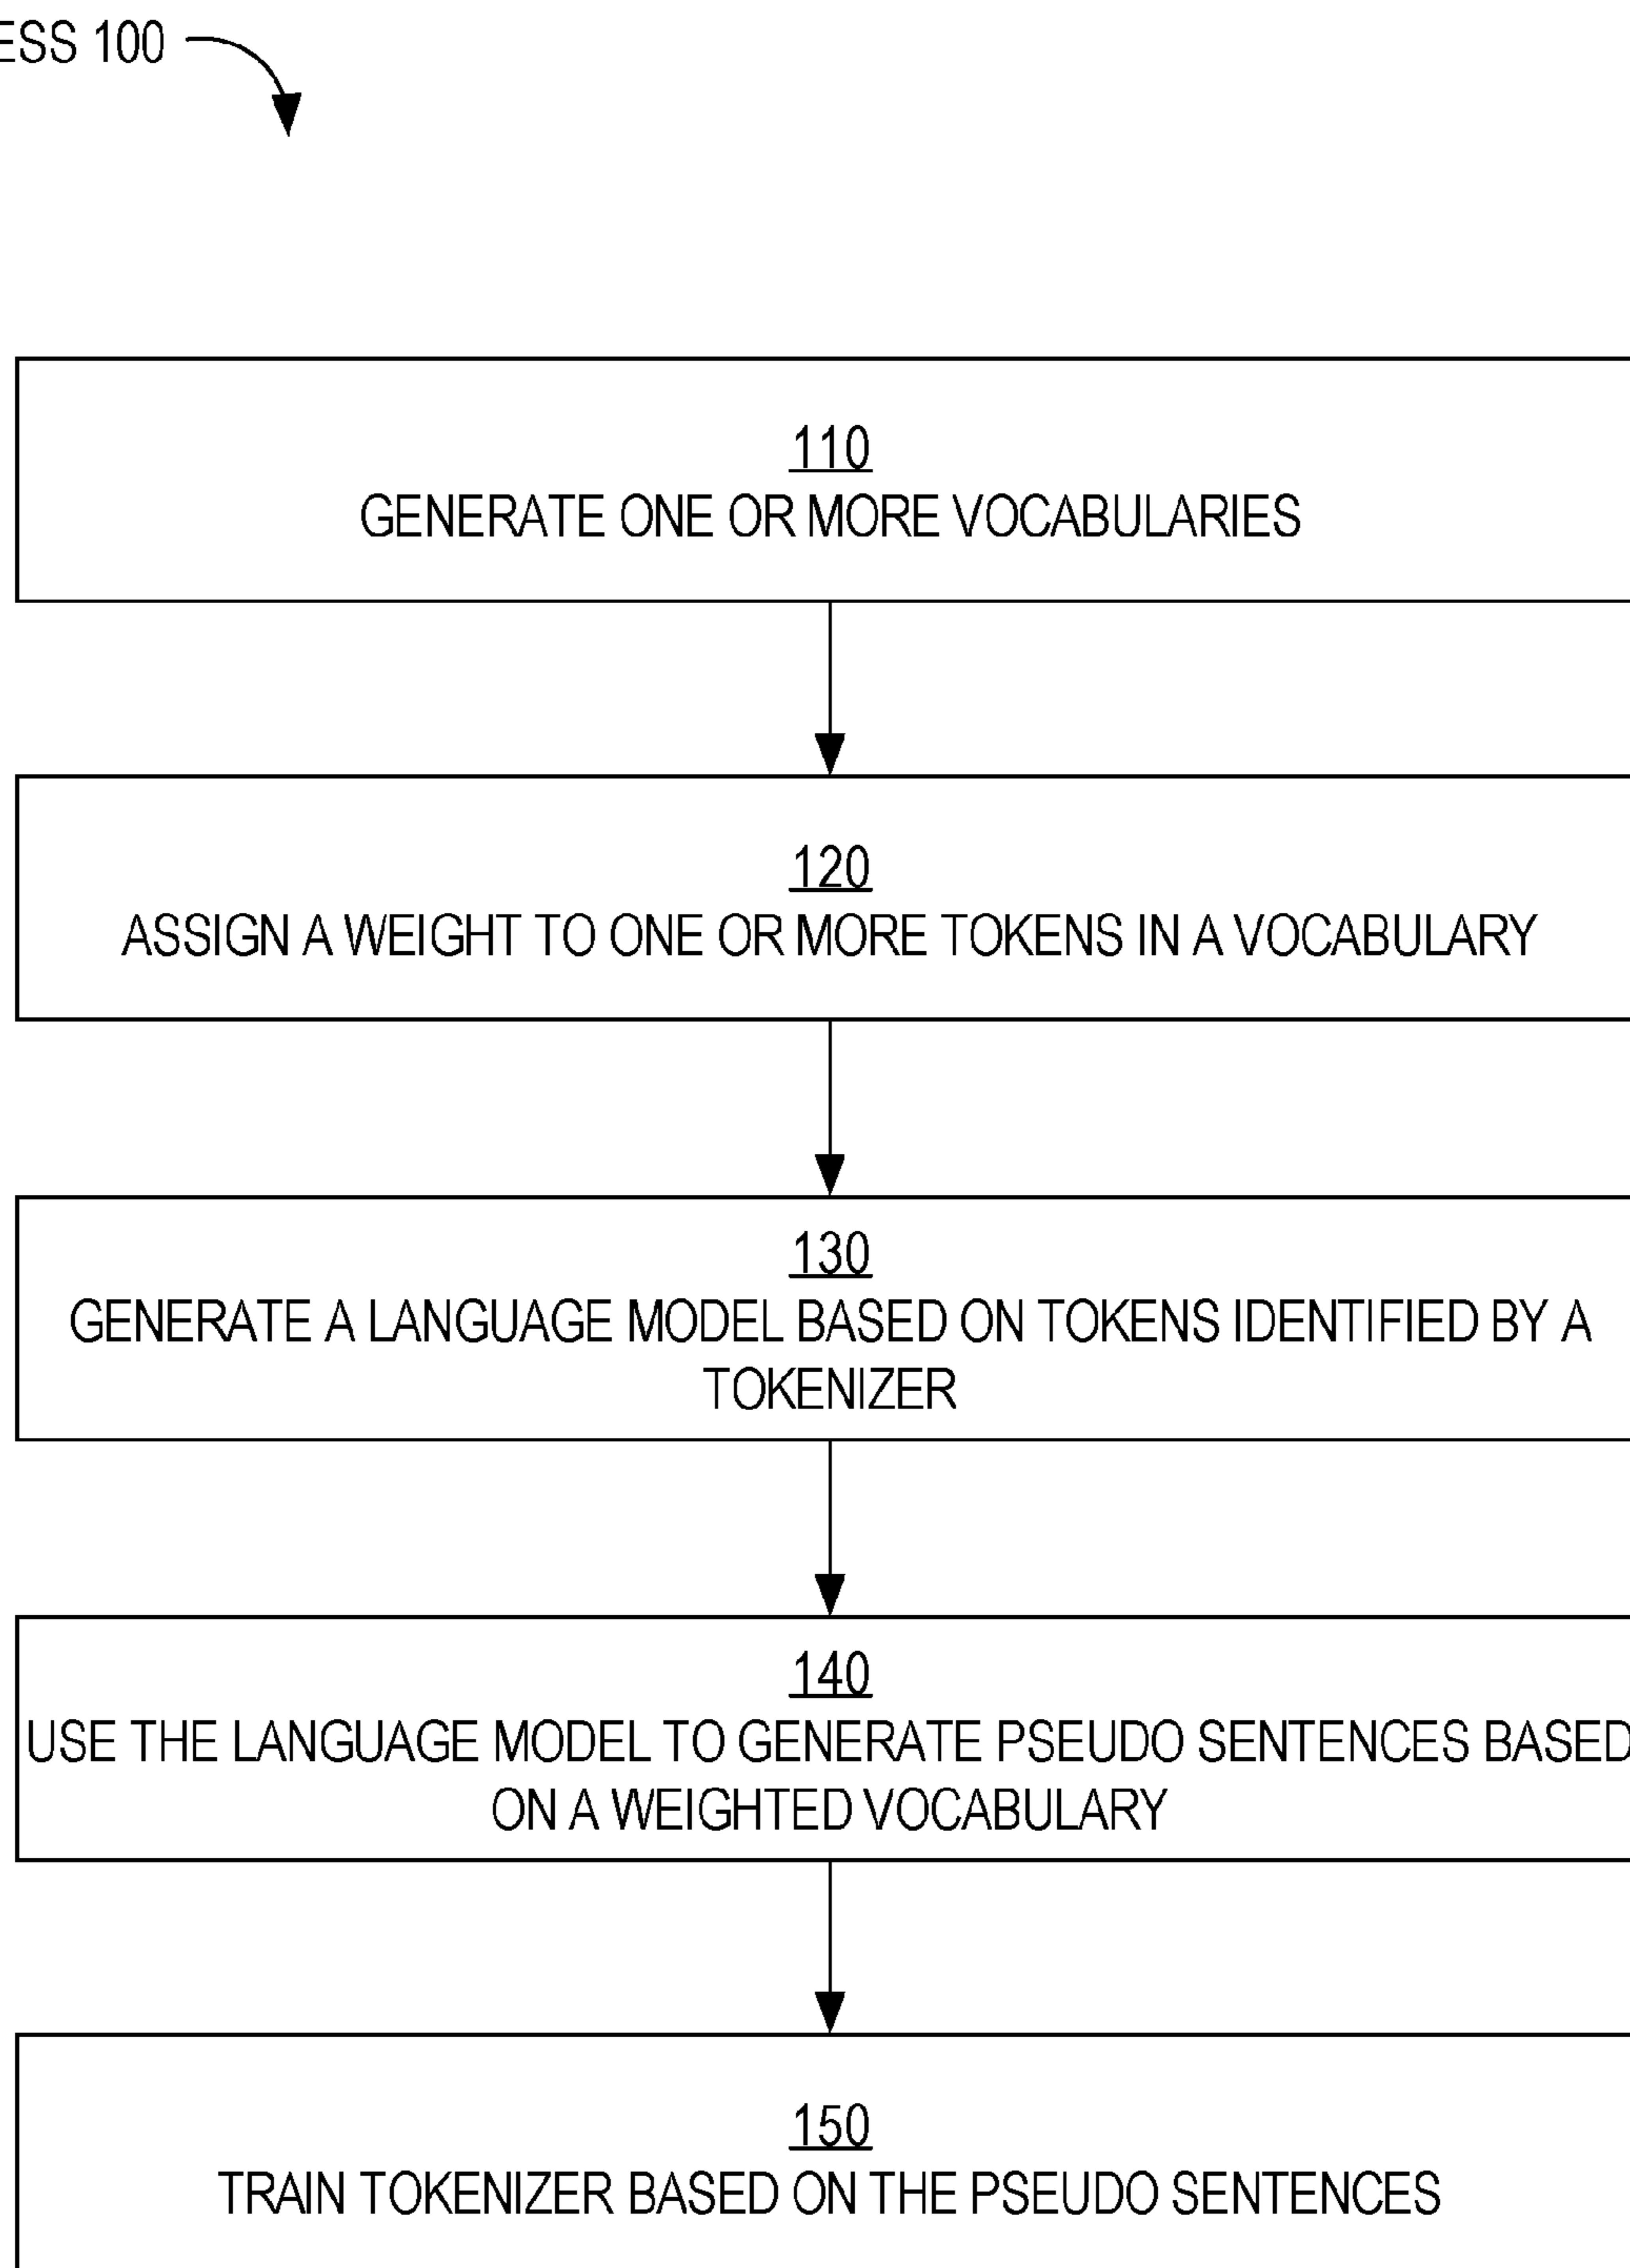 ESS 100
110
GENERATE ONE OR MORE VOCABULARIES
120
ASSIGN A WEIGHT TO ONE OR MORE TOKENS IN A VOCABULARY
130
GENERATE A LANGUAGE MODEL BASED ON TOKENS IDENTIFIED BY A
TOKENIZER
140
USE THE LANGUAGE MODEL TO GENERATE PSEUDO SENTENCES BASED
ON A WEIGHTED VOCABULARY
150
TRAIN TOKENIZER BASED ON THE PSEUDO SENTENCES